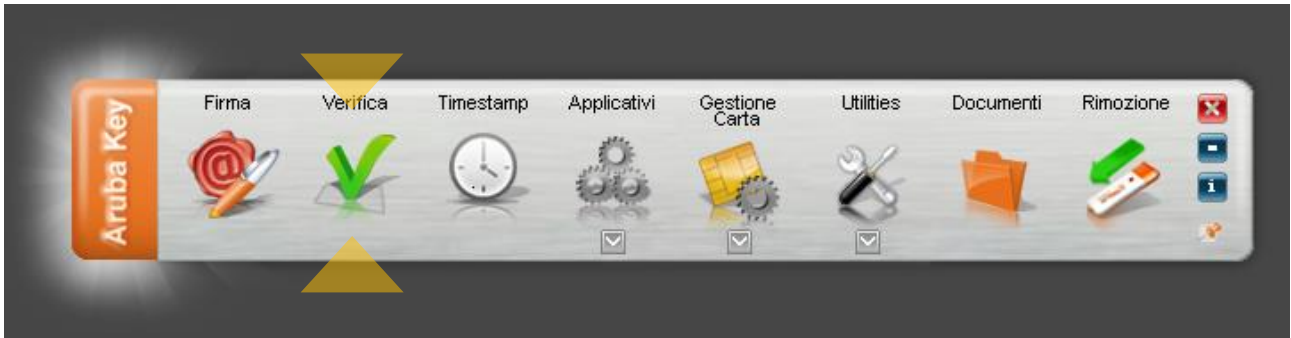 Aruba Key
Firma
Verifica
Timestamp
Applicativi
Gestione
Carta
Utilities
Documenti
Rimozione